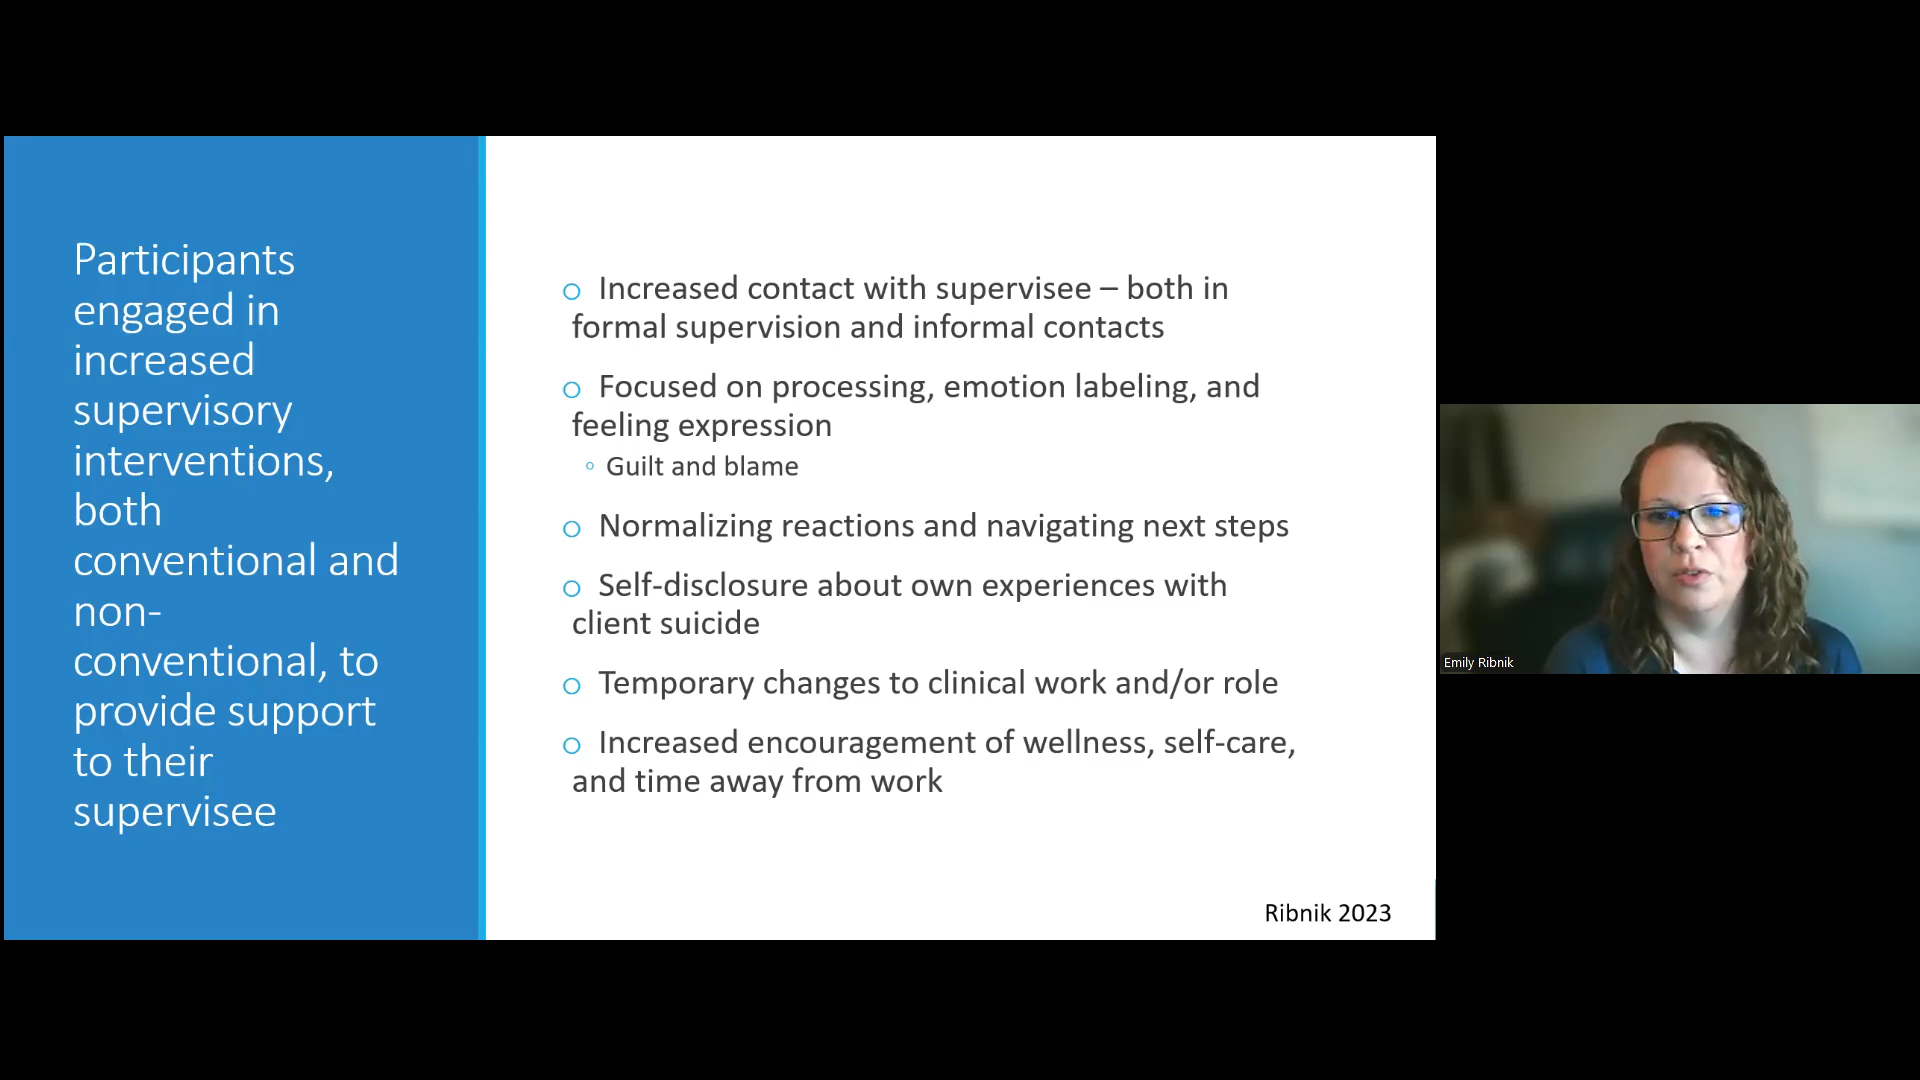 Participants
engaged in
increased
supervisory
interventions,
both
conventional and
non-
conventional, to
provide support
to their
supervisee
o Increased contact with supervisee – both in
formal supervision and informal contacts
o Focused on processing, emotion labeling, and
feeling expression
◦ Guilt and blame
o Normalizing reactions and navigating next steps
o Self-disclosure about own experiences with
client suicide
o Temporary changes to clinical work and/or role
o Increased encouragement of wellness, self-care,
and time away from work
Ribnik 2023
Emily Ribnik